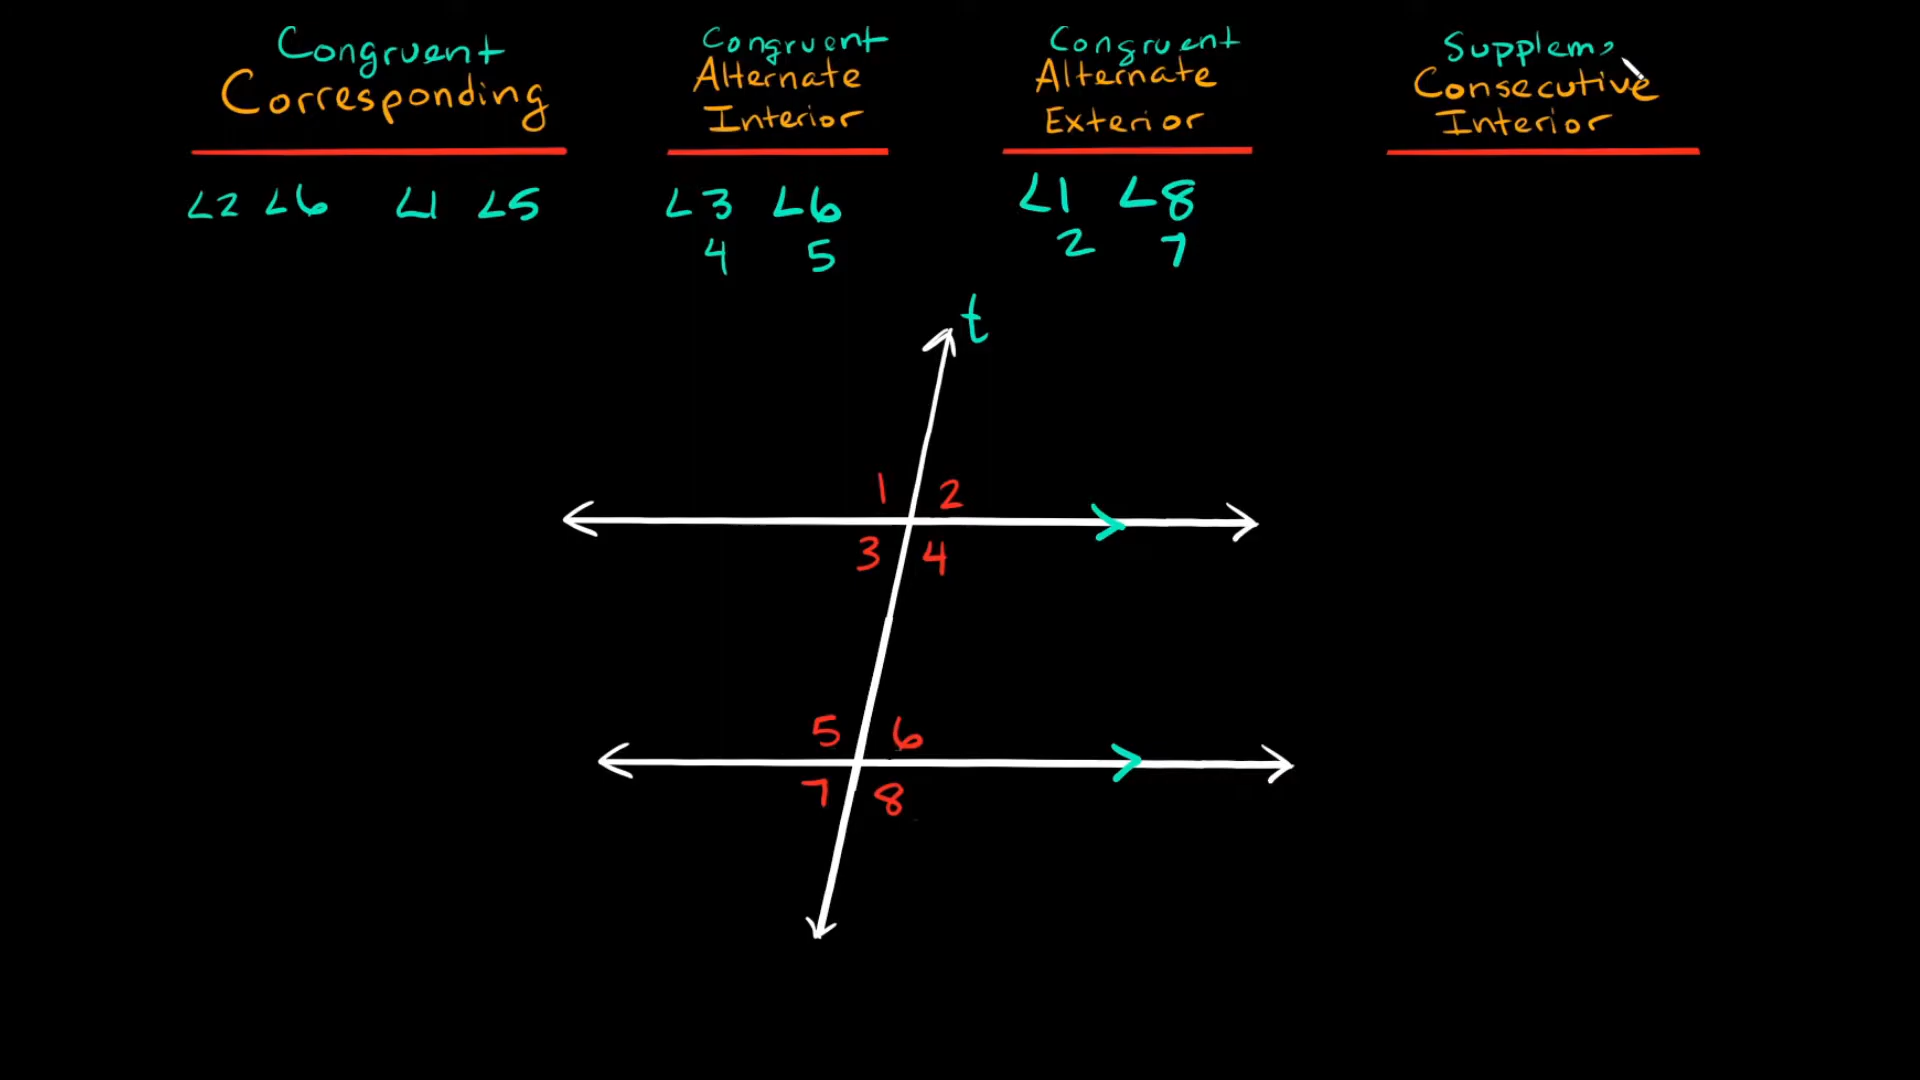 Congruent
Corresponding
∠2 ∠6 ∠1 ∠5
Congruent
Alternate
Interior
∠3 ∠6
4 5
Congruent
Alternate
Exterior
∠1 ∠8
2 7
Supplem
Consecutive
Interior
t
1 2
3 4
5 6
7 8